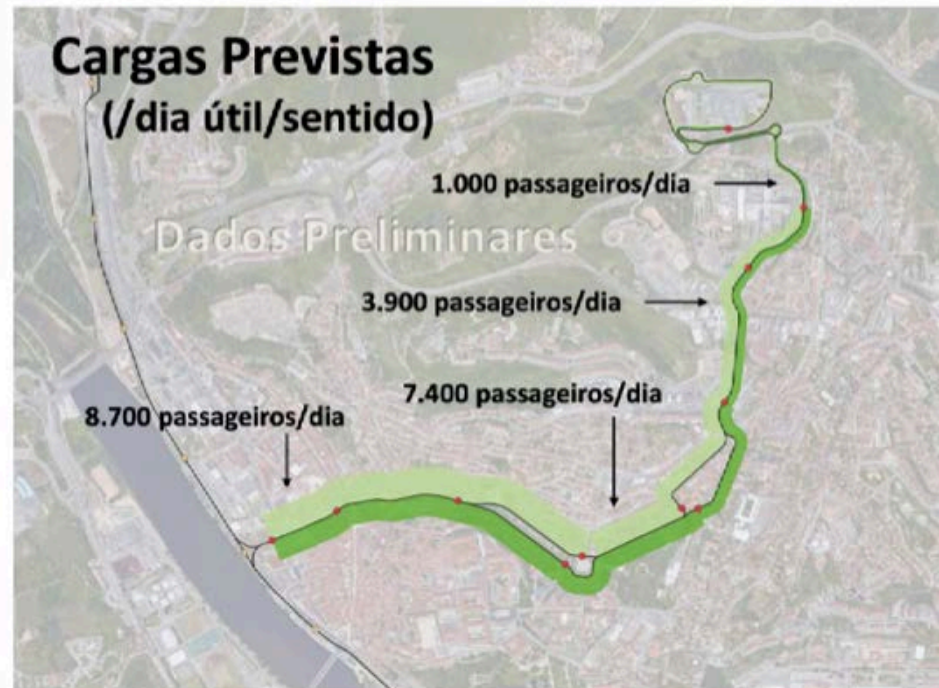 Cargas Previstas
(/dia útil/sentido)
1.000 passageiros/dia
Dados Preliminares
3.900 passageiros/dia
7.400 passageiros/dia
8.700 passageiros/dia